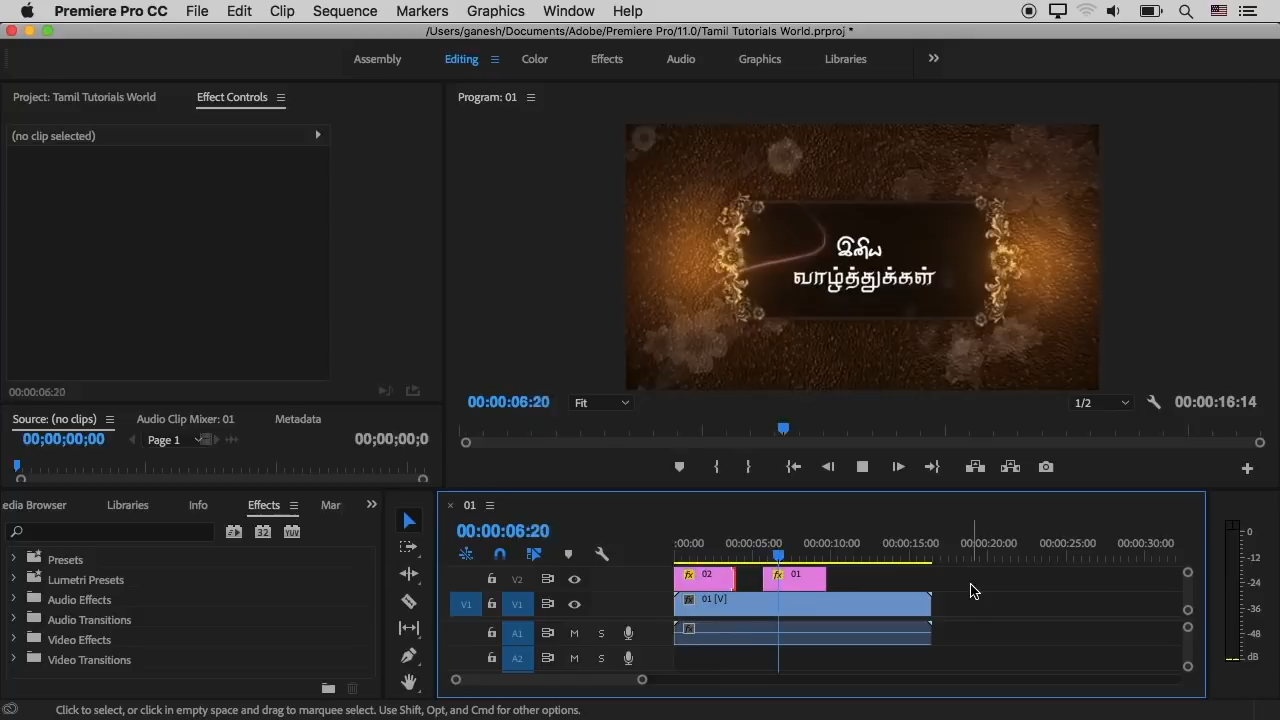 Premiere Pro CC File Edit Clip Sequence Markers Graphics Window Help
/Users/ganesh/Documents/Adobe/Premiere Pro/11.0/Tamil Tutorials World.prproj *
Assembly Editing Color Effects Audio Graphics Libraries
Project: Tamil Tutorials World Effect Controls
Program: 01
(no clip selected)
இனிய
வாழ்த்துக்கள்
00:00:06:20
00:00:06:20 Fit 1/2 00:00:16:14
Source: (no clips) Audio Clip Mixer: 01 Metadata
00;00;00;00 Page 1 00;00;00;0
edia Browser Libraries Info Effects Mar
32 YUV
Presets
Lumetri Presets
Audio Effects
Audio Transitions
Video Effects
Video Transitions
01
00:00:06:20
:00:00 00:00:05:00 00:00:10:00 00:00:15:00 00:00:20:00 00:00:25:00 00:00:30:00
V2 fx 02 fx 01
V1 V1 fx 01 [V]
A1 M S fx
A2 M S
0
-12
-24
-36
-48
dB
Click to select, or click in empty space and drag to marquee select. Use Shift, Opt, and Cmd for other options.